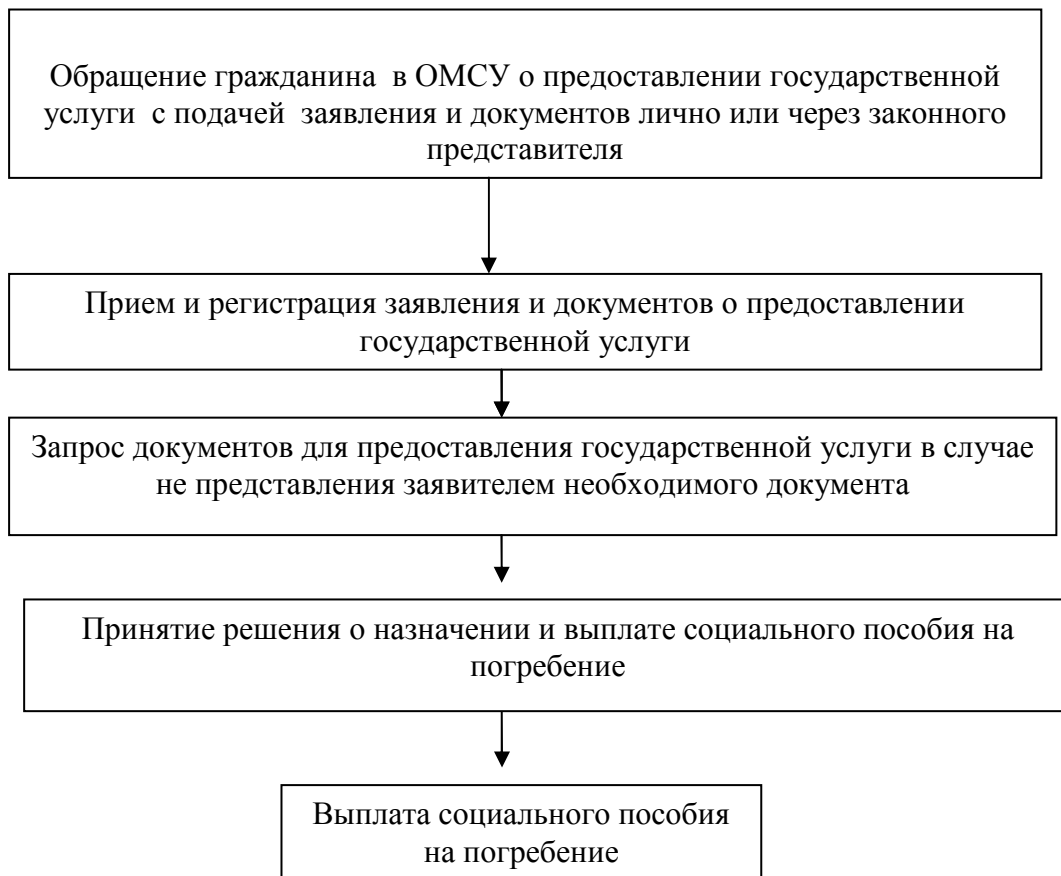 Обращение гражданина в ОМСУ о предоставлении государственной
услуги с подачей заявления и документов лично или через законного
представителя
Прием и регистрация заявления и документов о предоставлении
государственной услуги
Запрос документов для предоставления государственной услуги в случае
не представления заявителем необходимого документа
Принятие решения о назначении и выплате социального пособия на
погребение
Выплата социального пособия
на погребение